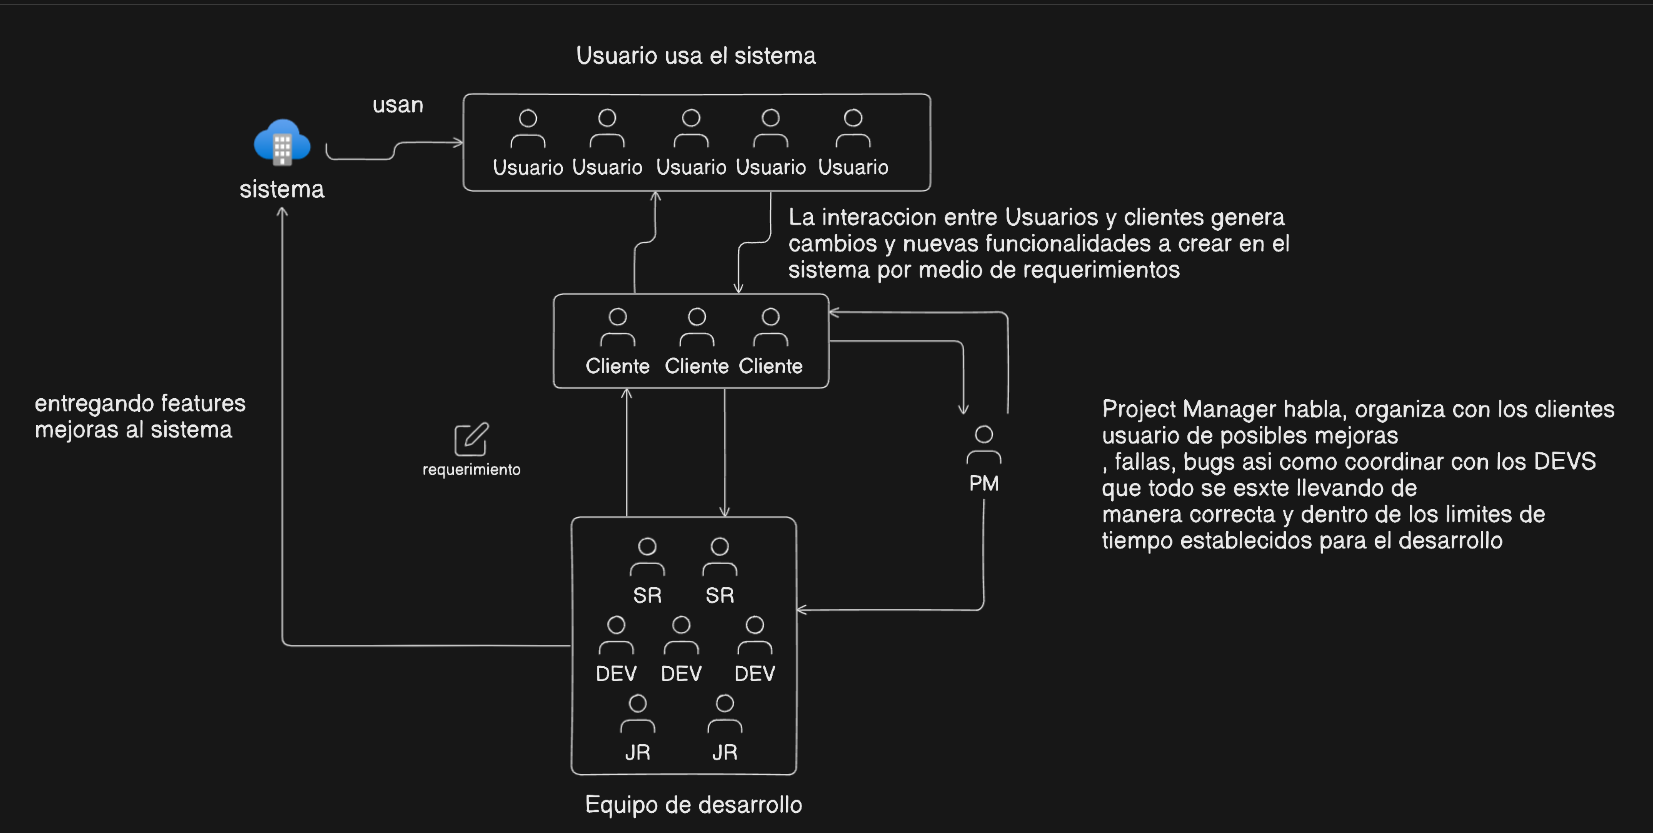 Usuario usa el sistema
usan
Usuario Usuario Usuario Usuario Usuario
sistema
La interaccion entre Usuarios y clientes genera
cambios y nuevas funcionalidades a crear en el
sistema por medio de requerimientos
Cliente Cliente Cliente
entregando features
mejoras al sistema
requerimiento
PM
Project Manager habla, organiza con los clientes
usuario de posibles mejoras
, fallas, bugs asi como coordinar con los DEVS
que todo se esxte llevando de
manera correcta y dentro de los limites de
tiempo establecidos para el desarrollo
SR SR
DEV DEV DEV
JR JR
Equipo de desarrollo